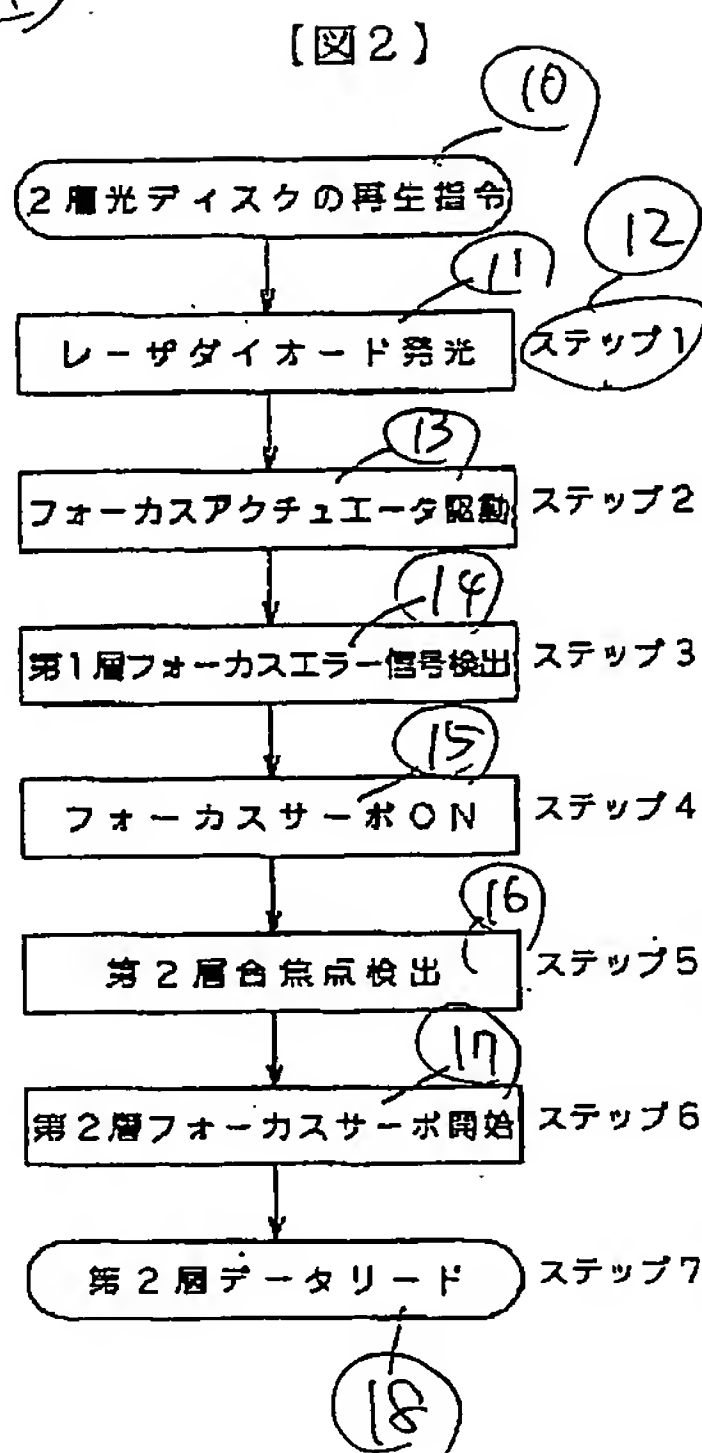 【図2】
10
2層光ディスクの再生指令
11
12
レーザダイオード発光 ステップ1
13
フォーカスアクチュエータ駆動 ステップ2
14
第1層フォーカスエラー信号検出 ステップ3
15
フォーカスサーボON ステップ4
16
第2層合焦点検出 ステップ5
17
第2層フォーカスサーボ開始 ステップ6
第2層データリード ステップ7
18